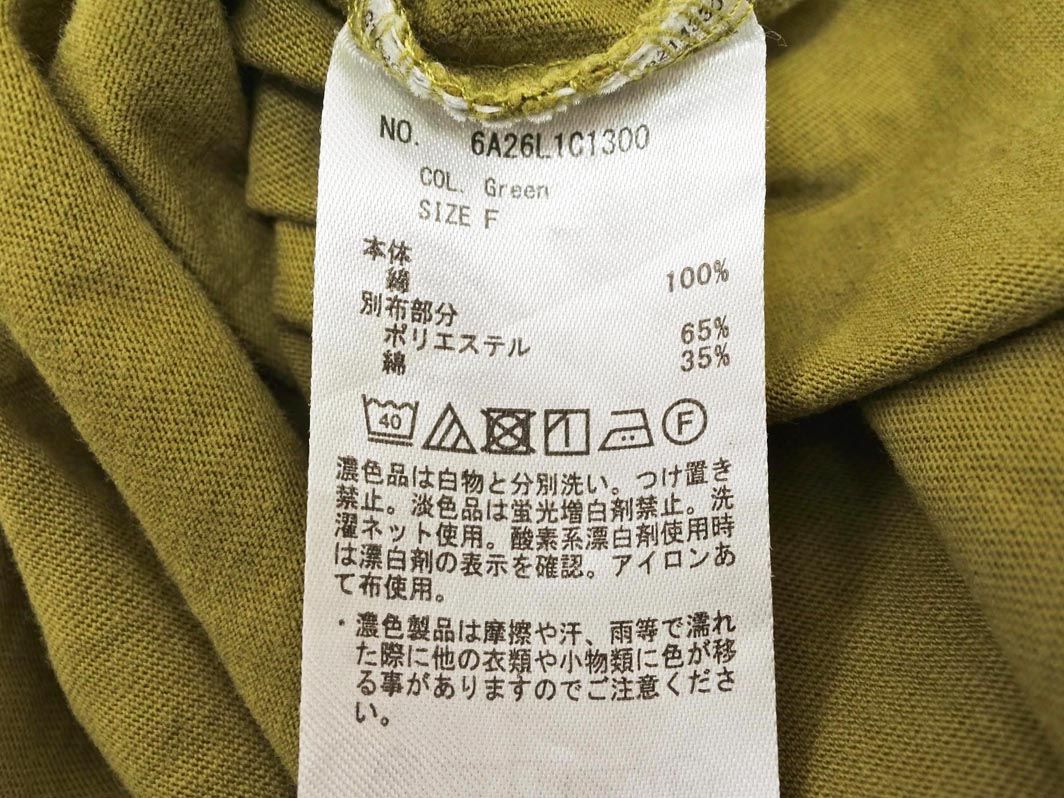 NO. 6A26L1C1300
COL. Green
SIZE F
本体
綿 100%
別布部分
ポリエステル 65%
綿 35%
40 F
濃色品は白物と分別洗い。つけ置き
禁止。淡色品は蛍光増白剤禁止。洗
濯ネット使用。酸素系漂白剤使用時
は漂白剤の表示を確認。アイロンあ
て布使用。
・濃色製品は摩擦や汗、雨等で濡れ
た際に他の衣類や小物類に色が移
る事がありますのでご注意くださ
い。